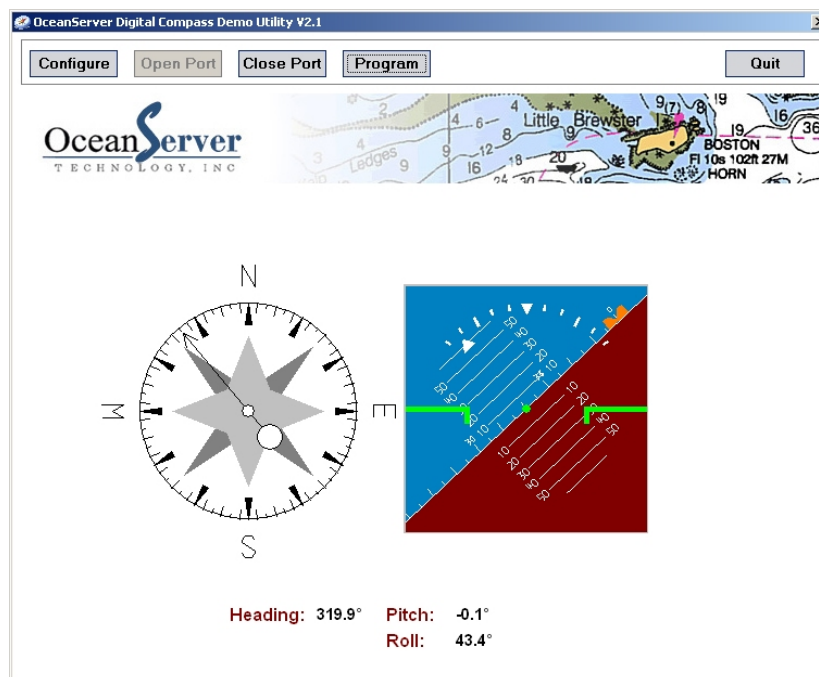 OceanServer Digital Compass Demo Utility V2.1
Configure Open Port Close Port Program Quit
OceanServer
TECHNOLOGY, INC
Little Brewster
Ledges
BOSTON
Fl 10s 102ft 27M
HORN
N
W E
S
Heading: 319.9° Pitch: -0.1°
Roll: 43.4°